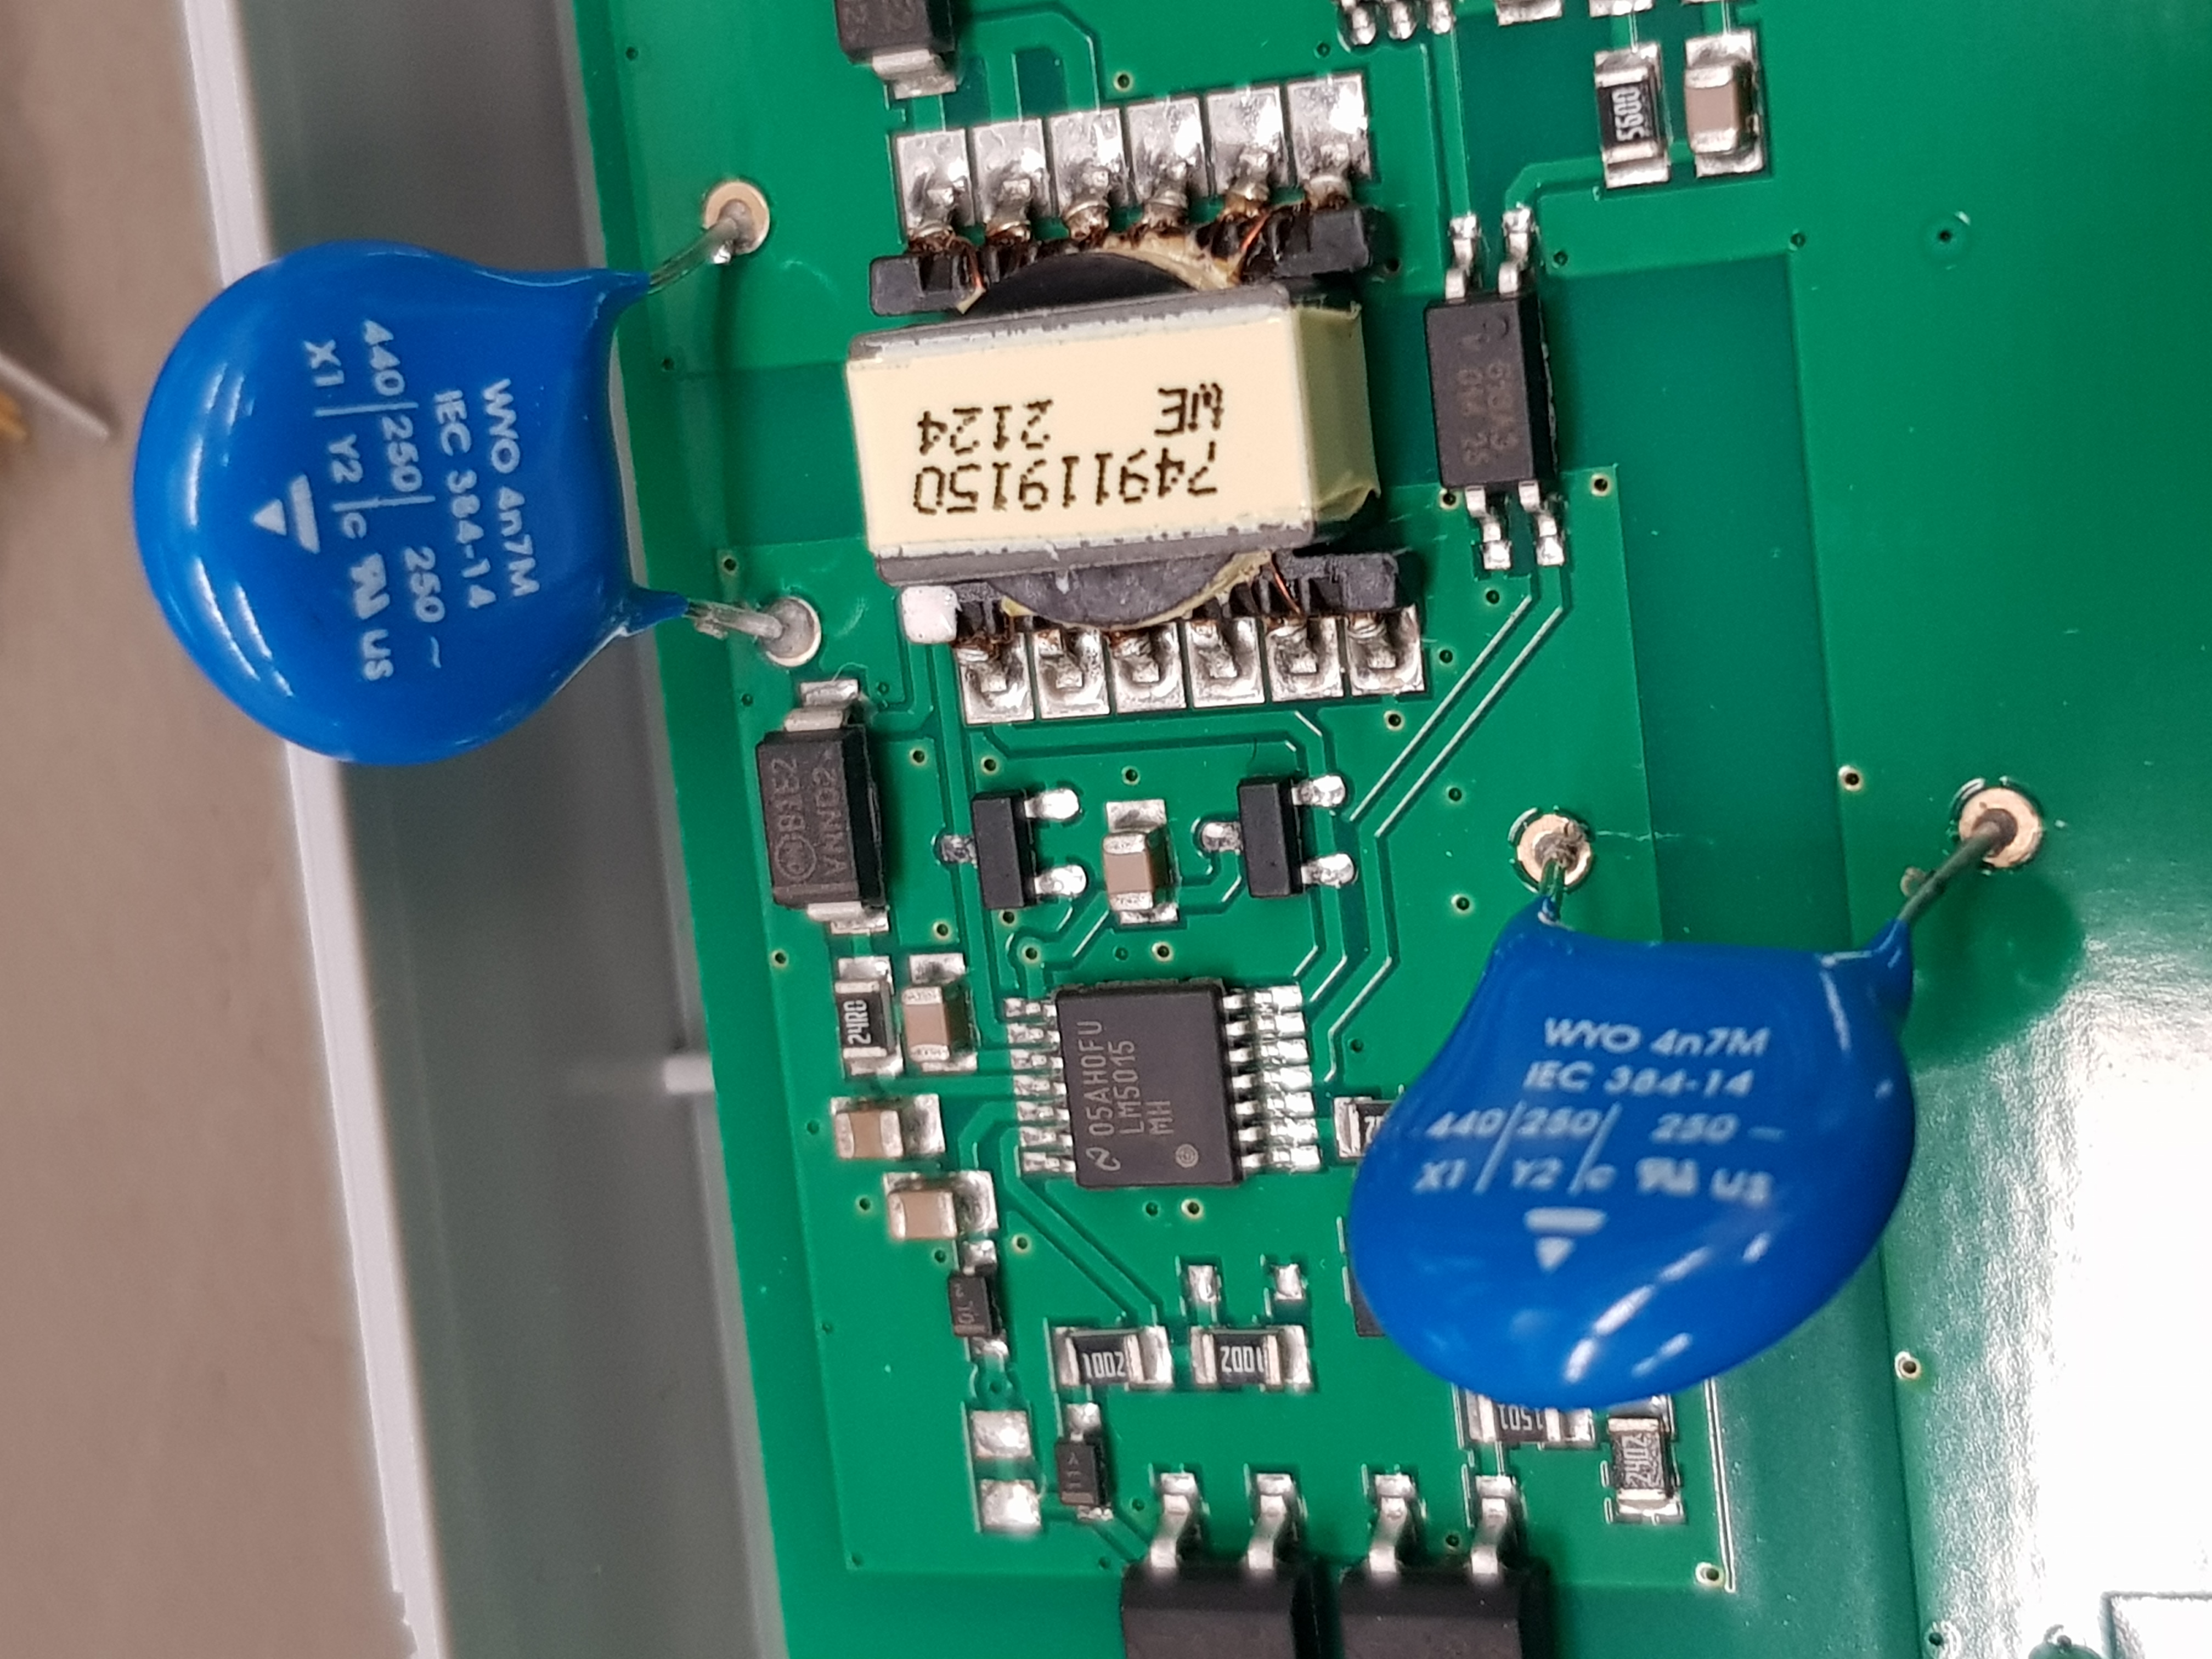 X1 | Y2 | c US
440 | 250 | 250 ~
IEC 384-14
WYO 4n7M
B1E2
VNND2
24R0
749119150
WE 2124
05AH0FU
LM5015
MH
1002
1002
X1 | Y2 | c US
440 | 250 | 250 ~
IEC 384-14
WYO 4n7M
1501
2402
5600